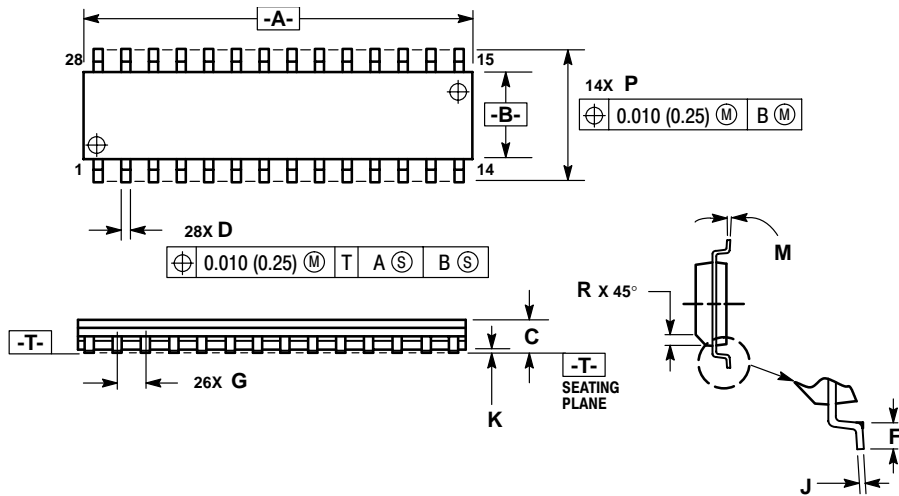 -A-
28
15
14X P
-B-
⌖ 0.010 (0.25) Ⓜ B Ⓜ
1
14
28X D
⌖ 0.010 (0.25) Ⓜ T A Ⓢ B Ⓢ
M
R X 45°
-T-
C
26X G
-T-
SEATING
PLANE
K
F
J